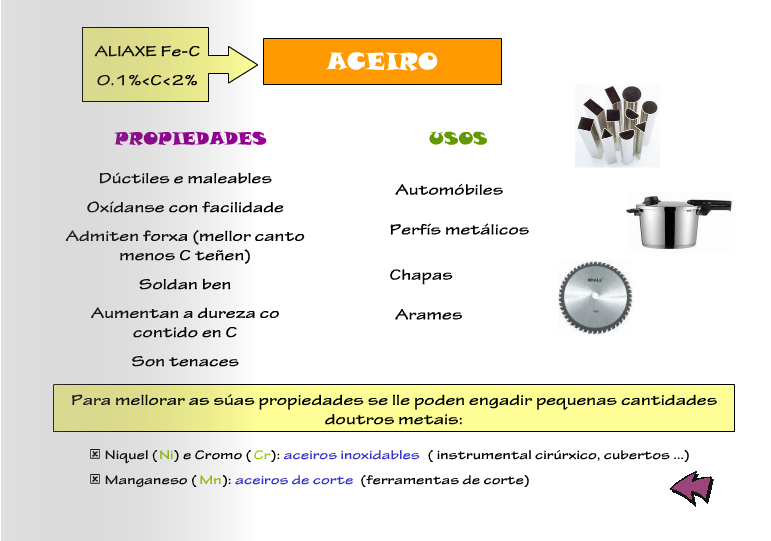 ALIAXE Fe-C
0.1%<C<2%
ACEIRO
PROPIEDADES
Dúctiles e maleables
Oxídanse con facilidade
Admiten forxa (mellor canto
menos C teñen)
Soldan ben
Aumentan a dureza co
contido en C
Son tenaces
USOS
Automóbiles
Perfís metálicos
Chapas
Arames
Para mellorar as súas propiedades se lle poden engadir pequenas cantidades
doutros metais:
Niquel (Ni) e Cromo ( Cr): aceiros inoxidables ( instrumental cirúrxico, cubertos ...)
Manganeso ( Mn): aceiros de corte (ferramentas de corte)